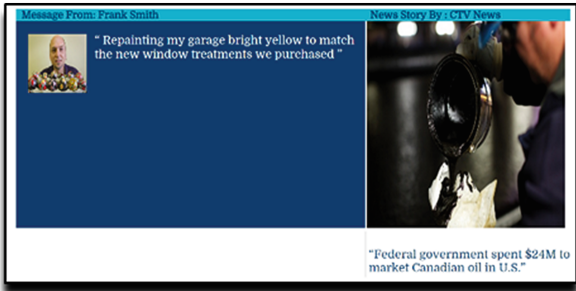 Message From: Frank Smith
News Story By : CTV News
“ Repainting my garage bright yellow to match
the new window treatments we purchased ”
“Federal government spent $24M to
market Canadian oil in U.S.”